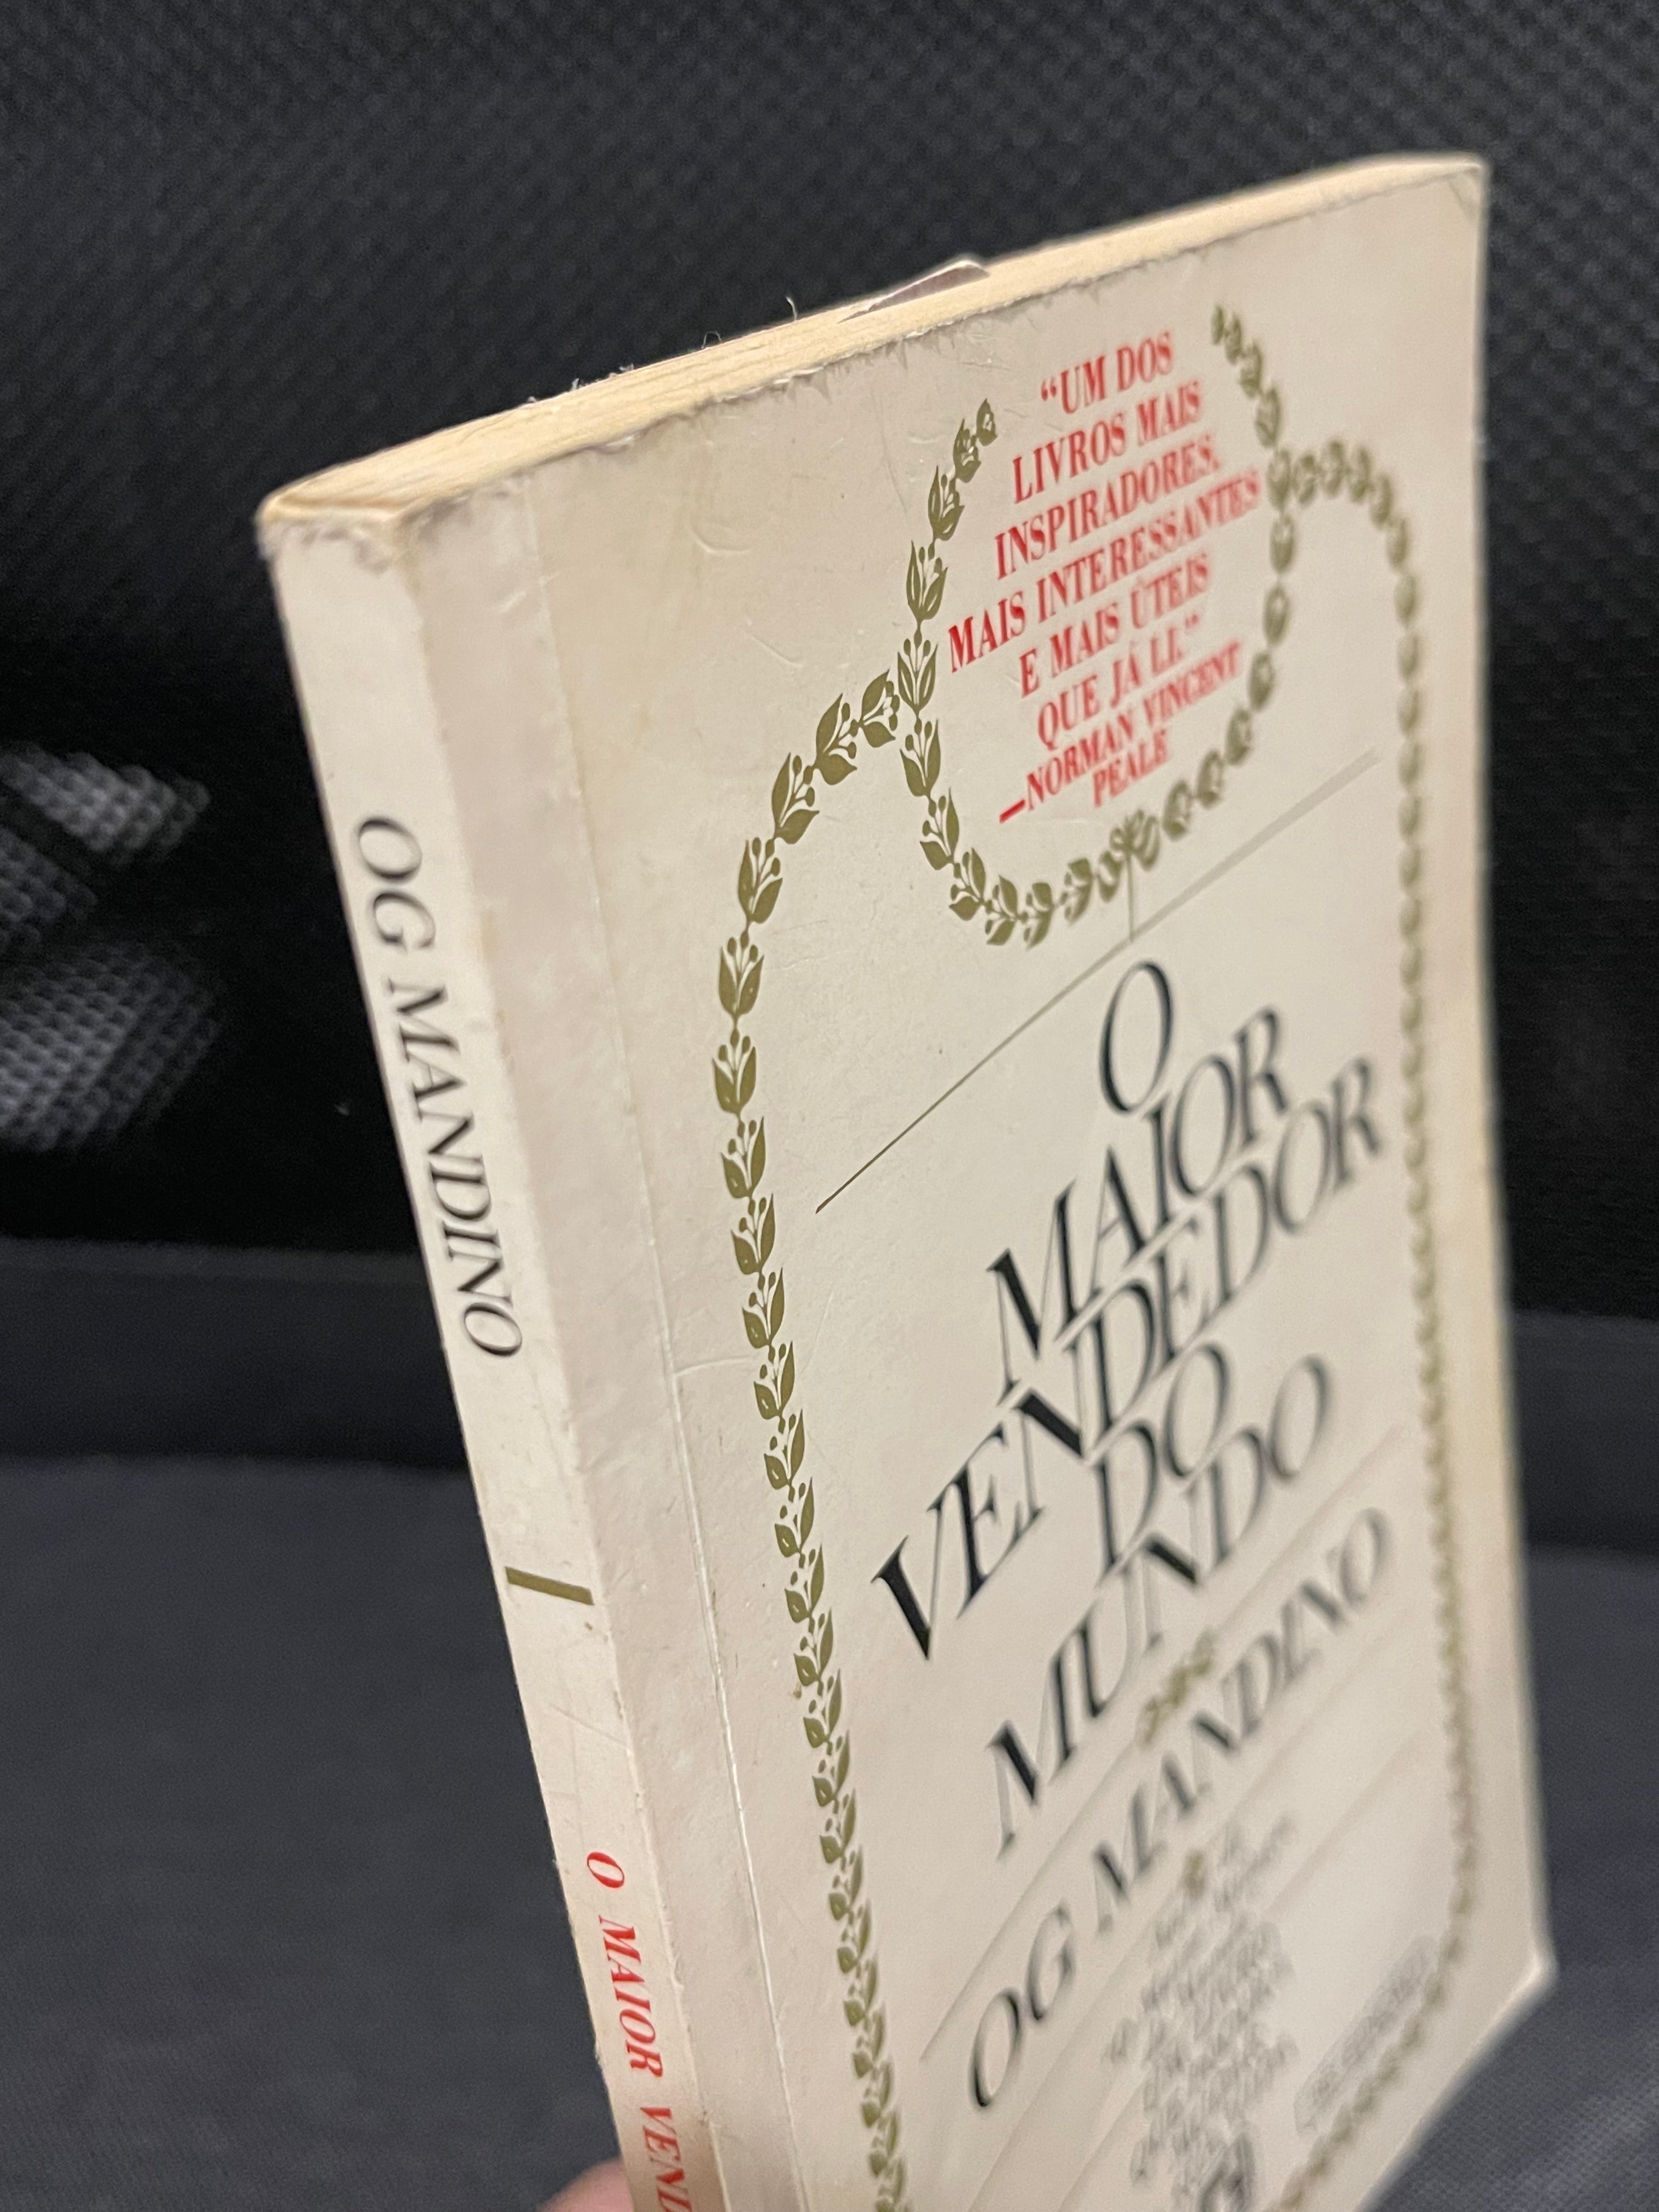 OG MANDINO
O MAIOR
“UM DOS
LIVROS MAIS
INSPIRADORES,
MAIS INTERESSANTES
E MAIS ÚTEIS
QUE JÁ LI.”
—NORMAN VINCENT
PEALE
O
MAIOR
VENDEDOR
DO
MUNDO
OG MANDINO